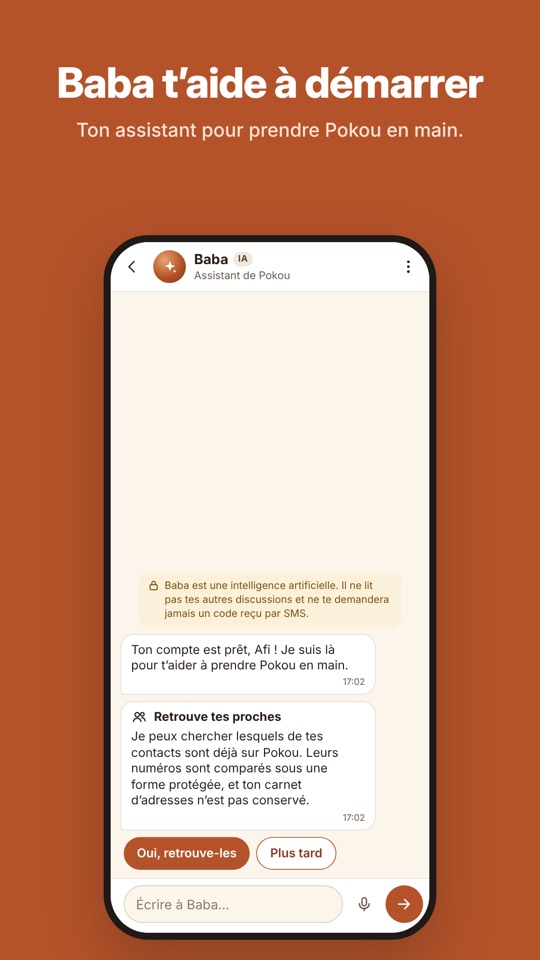 Baba t’aide à démarrer
Ton assistant pour prendre Pokou en main.
Baba IA
Assistant de Pokou
Baba est une intelligence artificielle. Il ne lit
pas tes autres discussions et ne te demandera
jamais un code reçu par SMS.
Ton compte est prêt, Afi ! Je suis là
pour t’aider à prendre Pokou en main.
17:02
Retrouve tes proches
Je peux chercher lesquels de tes
contacts sont déjà sur Pokou. Leurs
numéros sont comparés sous une
forme protégée, et ton carnet
d’adresses n’est pas conservé.
17:02
Oui, retrouve-les Plus tard
Écrire à Baba...